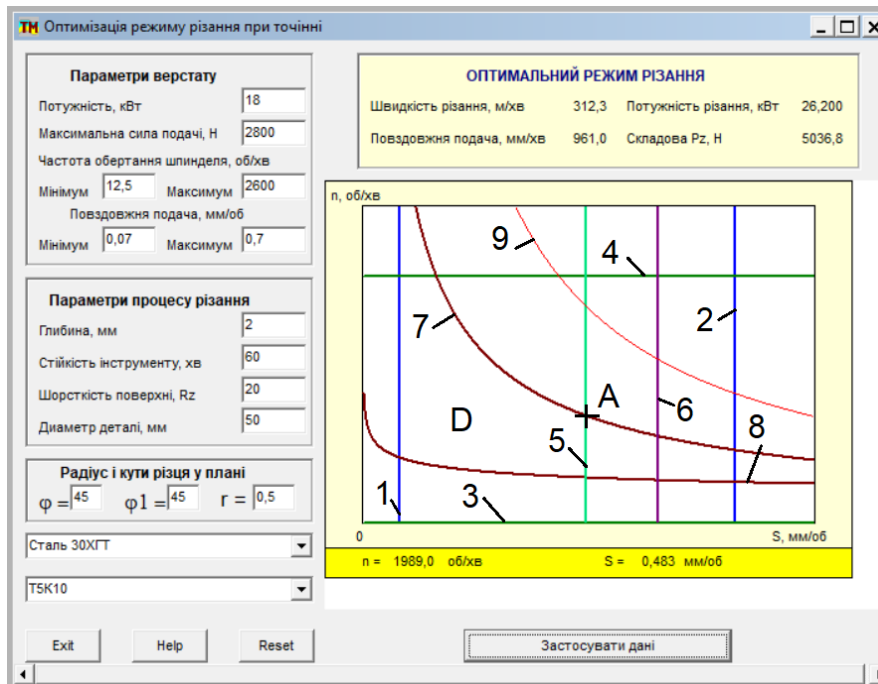 TM Оптимізація режиму різання при точінні
Параметри верстату
Потужність, кВт 18
Максимальна сила подачі, Н 2800
Частота обертання шпинделя, об/хв
Мінімум 12,5 Максимум 2600
Повздовжня подача, мм/об
Мінімум 0,07 Максимум 0,7
Параметри процесу різання
Глибина, мм 2
Стійкість інструменту, хв 60
Шорсткість поверхні, Rz 20
Диаметр деталі, мм 50
Радіус і кути різця у плані
φ = 45 φ1 = 45 r = 0,5
Сталь 30ХГТ
Т5К10
Exit Help Reset
ОПТИМАЛЬНИЙ РЕЖИМ РІЗАННЯ
Швидкість різання, м/хв 312,3 Потужність різання, кВт 26,200
Повздовжня подача, мм/хв 961,0 Складова Pz, Н 5036,8
n, об/хв
9
4
7
2
A
6
D
5
8
1
3
0 S, мм/об
n = 1989,0 об/хв S = 0,483 мм/об
Застосувати дані